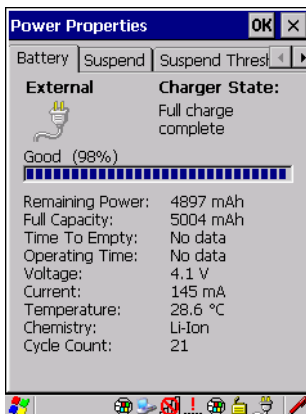 Power Properties OK
Battery Suspend Suspend Thresh
External Charger State:
Full charge
complete
Good (98%)
Remaining Power: 4897 mAh
Full Capacity: 5004 mAh
Time To Empty: No data
Operating Time: No data
Voltage: 4.1 V
Current: 145 mA
Temperature: 28.6 °C
Chemistry: Li-Ion
Cycle Count: 21